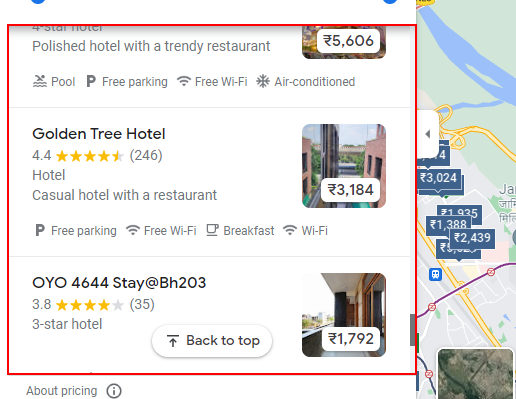 4-star hotel
Polished hotel with a trendy restaurant
₹5,606
Pool
Free parking
Free Wi-Fi
Air-conditioned
Golden Tree Hotel
4.4
(246)
Hotel
Casual hotel with a restaurant
₹3,184
Free parking
Free Wi-Fi
Breakfast
Wi-Fi
OYO 4644 Stay@Bh203
3.8
(35)
3-star hotel
₹1,792
Back to top
About pricing
₹3,024
₹1,935
₹1,388
₹2,439